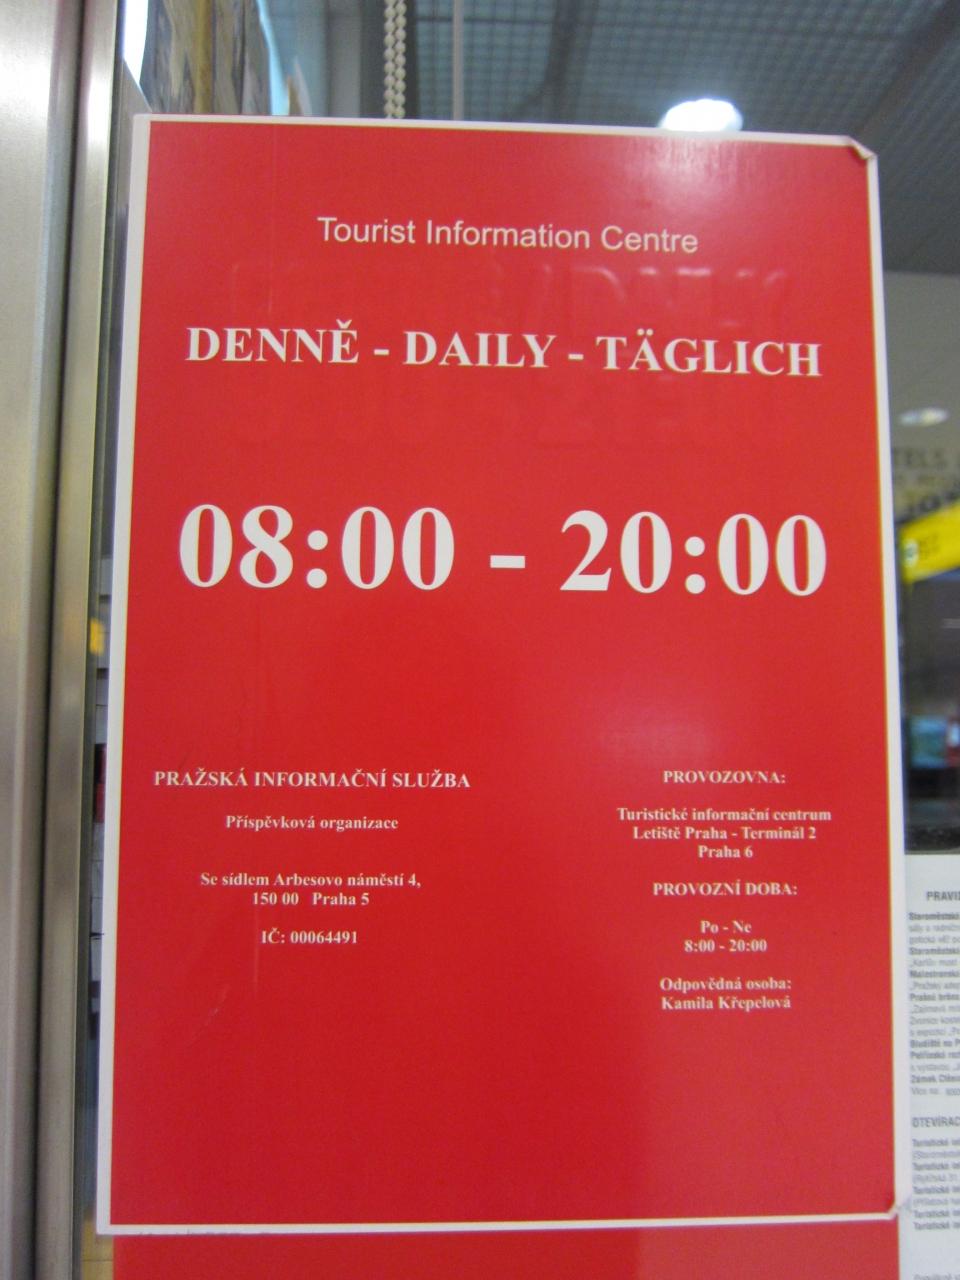 Tourist Information Centre
DENNĚ - DAILY - TÄGLICH
08:00 - 20:00
PRAŽSKÁ INFORMAČNÍ SLUŽBA
Příspěvková organizace
Se sídlem Arbesovo náměstí 4,
150 00 Praha 5
IČ: 00064491
PROVOZOVNA:
Turistické informační centrum
Letiště Praha - Terminál 2
Praha 6
PROVOZNÍ DOBA:
Po - Ne
8:00 - 20:00
Odpovědná osoba:
Kamila Křepelová